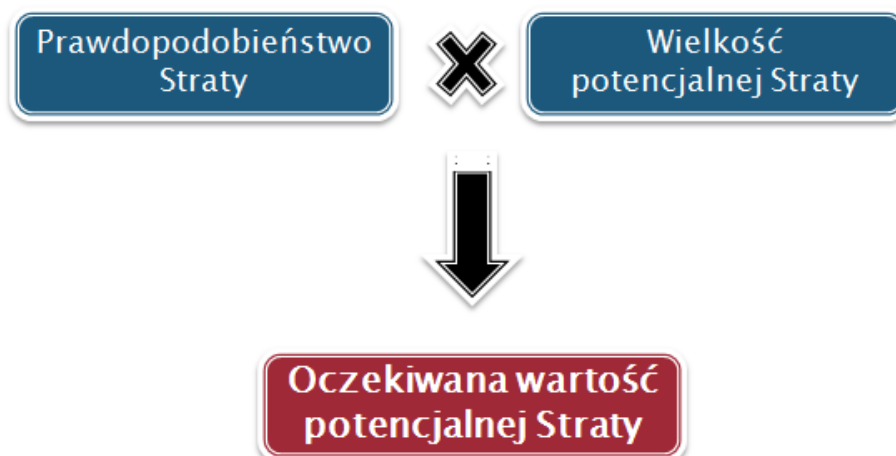 Prawdopodobieństwo
Straty
Wielkość
potencjalnej Straty
Oczekiwana wartość
potencjalnej Straty